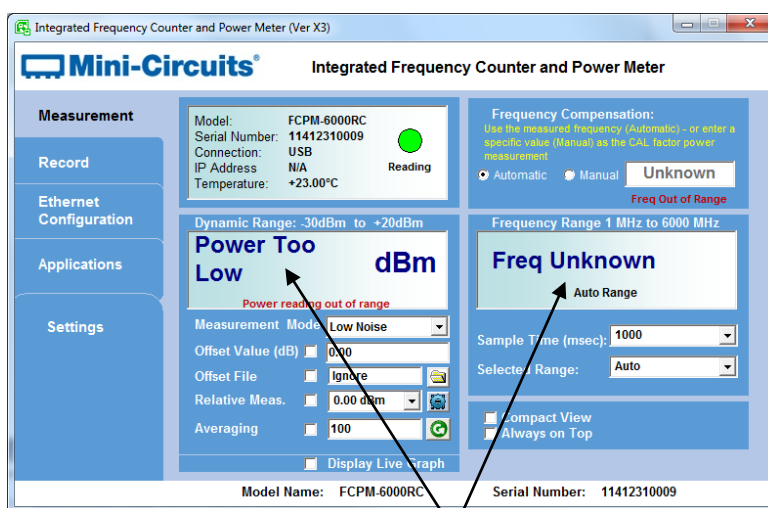 Integrated Frequency Counter and Power Meter (Ver X3)
Mini-Circuits®
Integrated Frequency Counter and Power Meter
Measurement
Record
Ethernet
Configuration
Applications
Settings
Model: FCPM-6000RC
Serial Number: 11412310009
Connection: USB
IP Address N/A
Temperature: +23.00°C
Reading
Frequency Compensation:
Use the measured frequency (Automatic) - or enter a
specific value (Manual) as the CAL factor power
measurement
Automatic Manual Unknown
Freq Out of Range
Dynamic Range: -30dBm to +20dBm
Power Too
Low
dBm
Power reading out of range
Measurement Mode Low Noise
Offset Value (dB) 0.00
Offset File Ignore
Relative Meas. 0.00 dBm
Averaging 100
Display Live Graph
Frequency Range 1 MHz to 6000 MHz
Freq Unknown
Auto Range
Sample Time (msec): 1000
Selected Range: Auto
Compact View
Always on Top
Model Name: FCPM-6000RC Serial Number: 11412310009